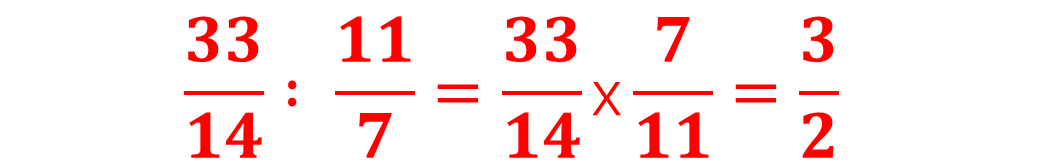 33/14 : 11/7 = 33/14 x 7/11 = 3/2